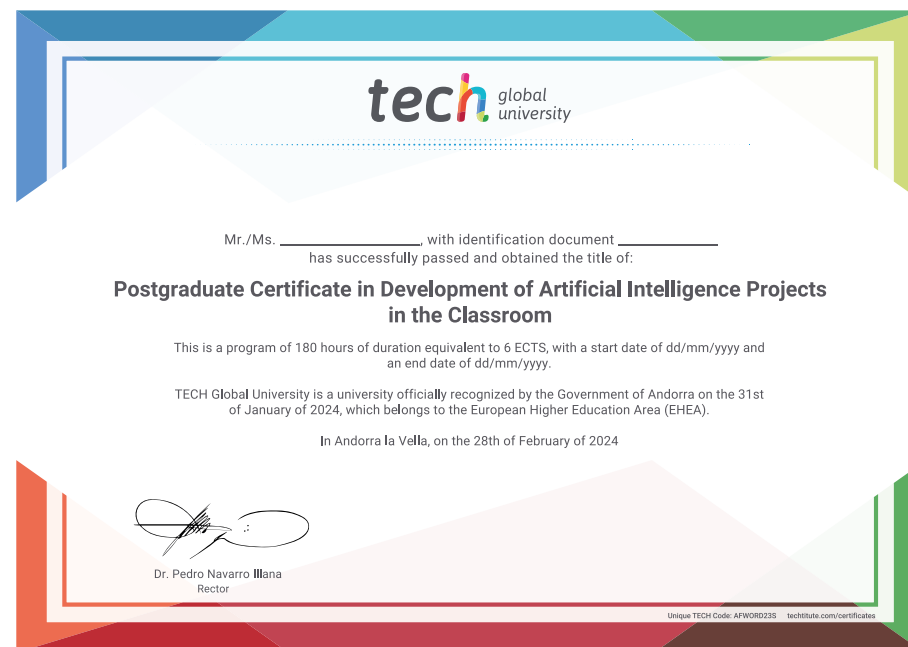 tech global
university
Mr./Ms. ____________, with identification document ____________
has successfully passed and obtained the title of:
Postgraduate Certificate in Development of Artificial Intelligence Projects
in the Classroom
This is a program of 180 hours of duration equivalent to 6 ECTS, with a start date of dd/mm/yyyy and
an end date of dd/mm/yyyy.
TECH Global University is a university officially recognized by the Government of Andorra on the 31st
of January of 2024, which belongs to the European Higher Education Area (EHEA).
In Andorra la Vella, on the 28th of February of 2024
Dr. Pedro Navarro Illana
Rector
Unique TECH Code: AFWORD23S techtitute.com/certificates